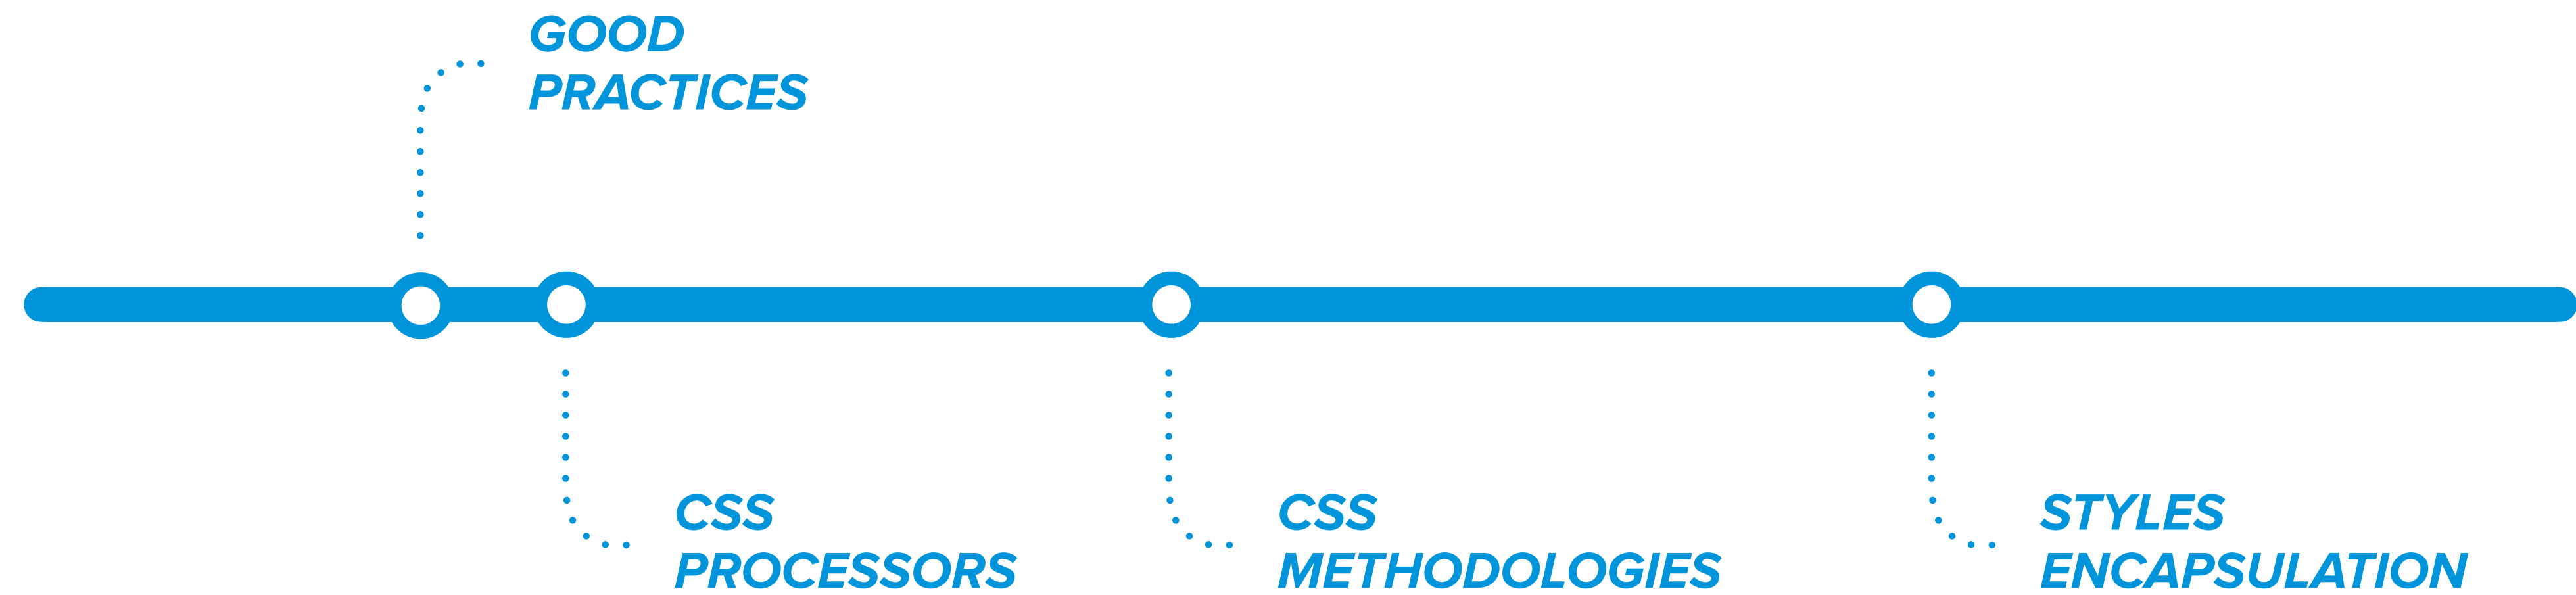 GOOD
PRACTICES
CSS
PROCESSORS
CSS
METHODOLOGIES
STYLES
ENCAPSULATION